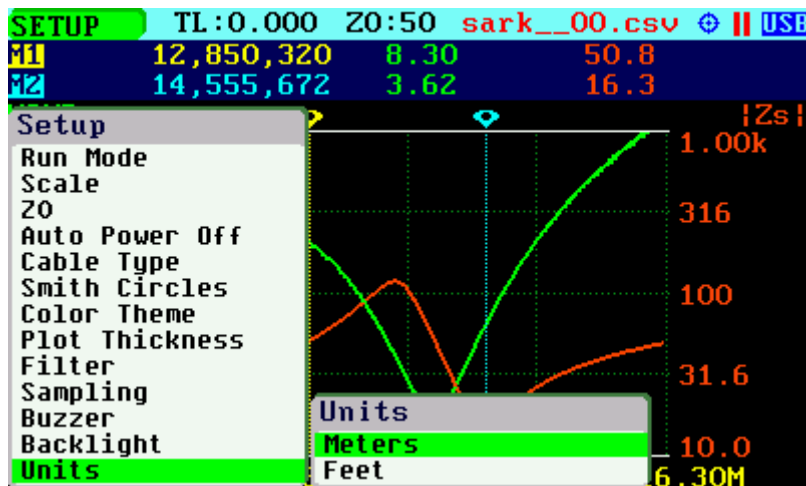 SETUP TL:0.000 Z0:50 sark__00.csv USB
M1 12,850,320 8.30 50.8
M2 14,555,672 3.62 16.3
|Zs|
Setup
Run Mode
Scale
Z0
Auto Power Off
Cable Type
Smith Circles
Color Theme
Plot Thickness
Filter
Sampling
Buzzer
Backlight
Units
Units
Meters
Feet
1.00k
316
100
31.6
10.0
6.30M